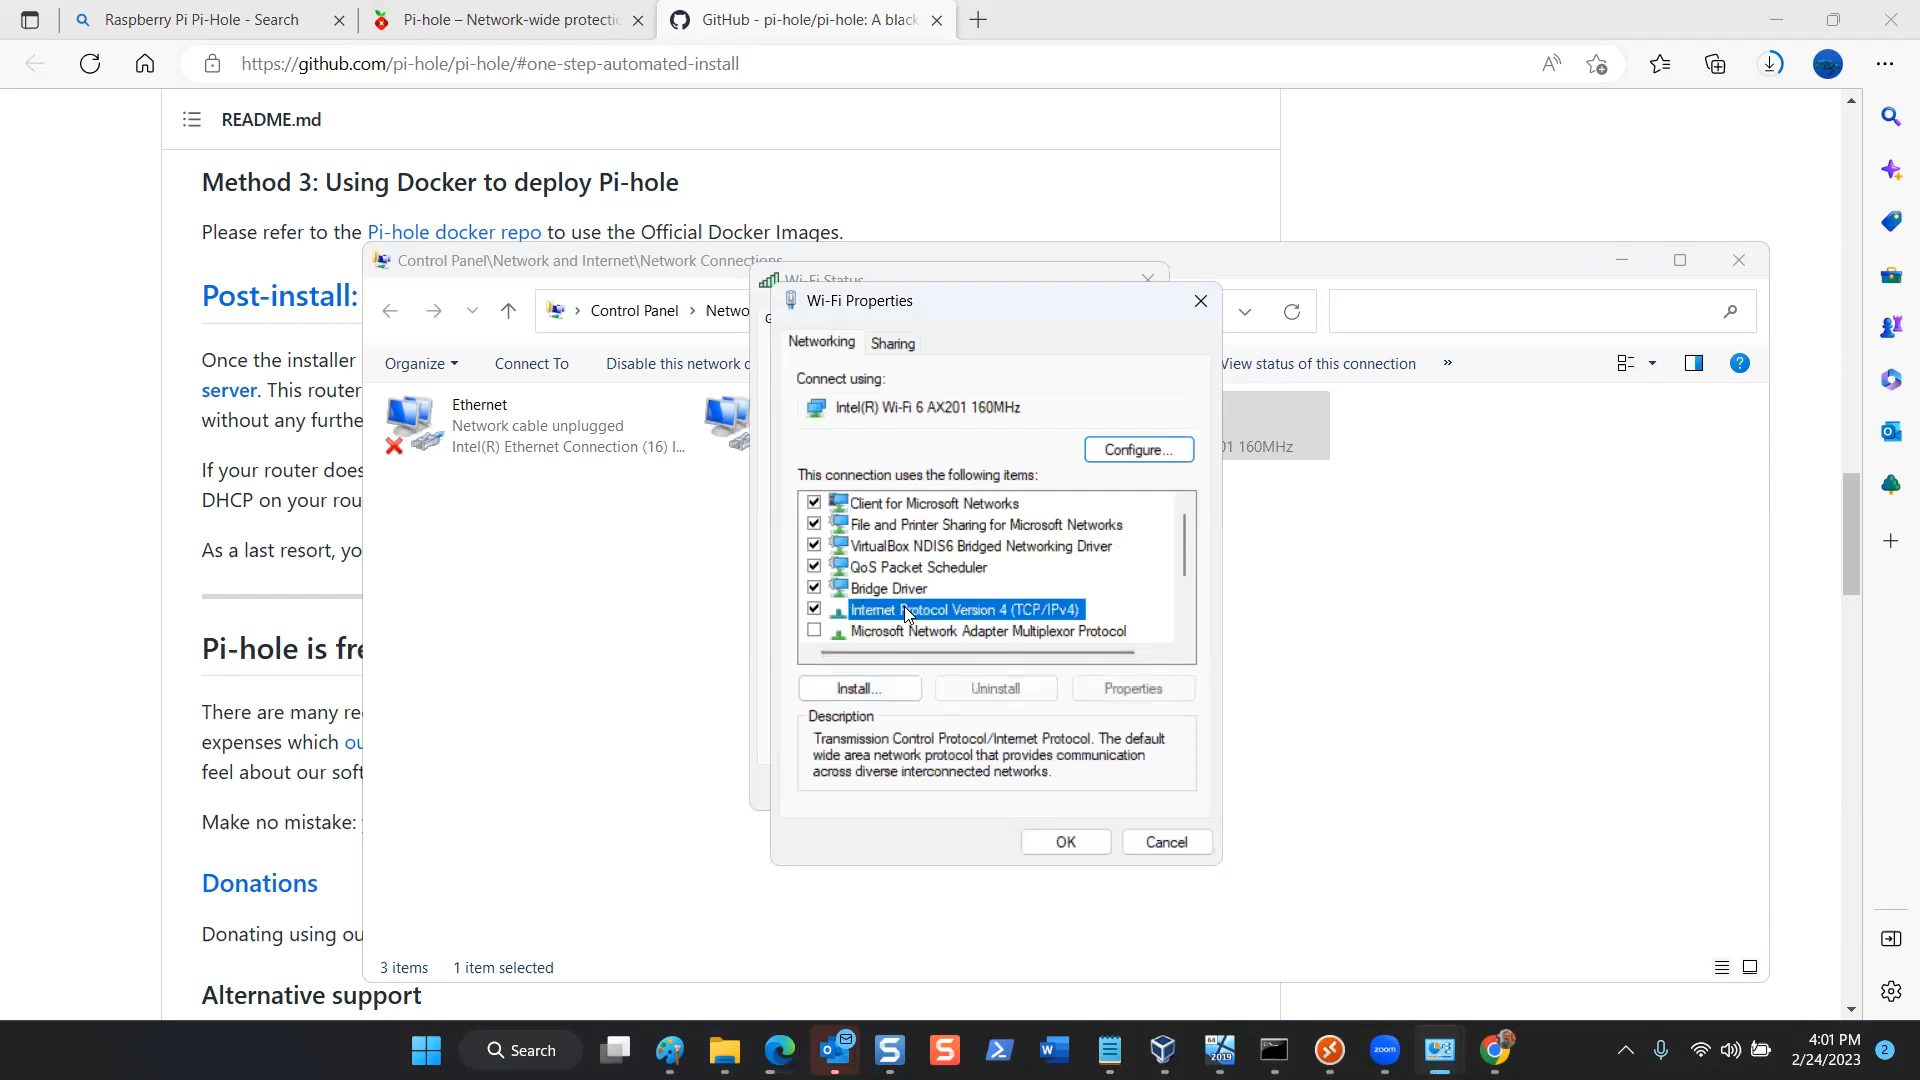 Raspberry Pi Pi-Hole - Search
Pi-hole – Network-wide protectic
GitHub - pi-hole/pi-hole: A black
https://github.com/pi-hole/pi-hole/#one-step-automated-install
README.md
Method 3: Using Docker to deploy Pi-hole
Please refer to the Pi-hole docker repo to use the Official Docker Images.
Control Panel\Network and Internet\Network Connections
Wi-Fi Status
Post-install:
Wi-Fi Properties
Control Panel > Netwo
Networking
Sharing
Once the installer
Organize
Connect To
Disable this network c
View status of this connection
»
Connect using:
server. This router
Intel(R) Wi-Fi 6 AX201 160MHz
Ethernet
Network cable unplugged
Intel(R) Ethernet Connection (16) I...
01 160MHz
without any furthe
Configure...
If your router does
This connection uses the following items:
DHCP on your rou
Client for Microsoft Networks
File and Printer Sharing for Microsoft Networks
VirtualBox NDIS6 Bridged Networking Driver
QoS Packet Scheduler
Bridge Driver
Internet Protocol Version 4 (TCP/IPv4)
Microsoft Network Adapter Multiplexor Protocol
As a last resort, yo
Pi-hole is fre
Install...
Uninstall
Properties
There are many re
expenses which ou
feel about our soft
Description
Transmission Control Protocol/Internet Protocol. The default
wide area network protocol that provides communication
across diverse interconnected networks.
Make no mistake:
OK
Cancel
Donations
Donating using ou
3 items
1 item selected
Alternative support
Search
64
2019
zoom
4:01 PM
2/24/2023
2